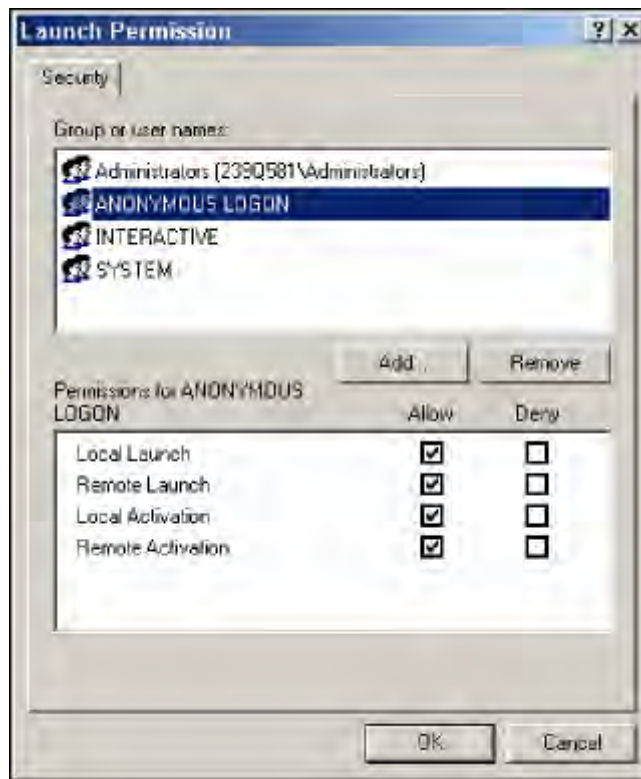 Launch Permission
? ×
Security
Group or user names:
Administrators (239Q581\Administrators)
ANONYMOUS LOGON
INTERACTIVE
SYSTEM
Add...
Remove
Permissions for ANONYMOUS
LOGON
Allow
Deny
Local Launch
Remote Launch
Local Activation
Remote Activation
OK
Cancel